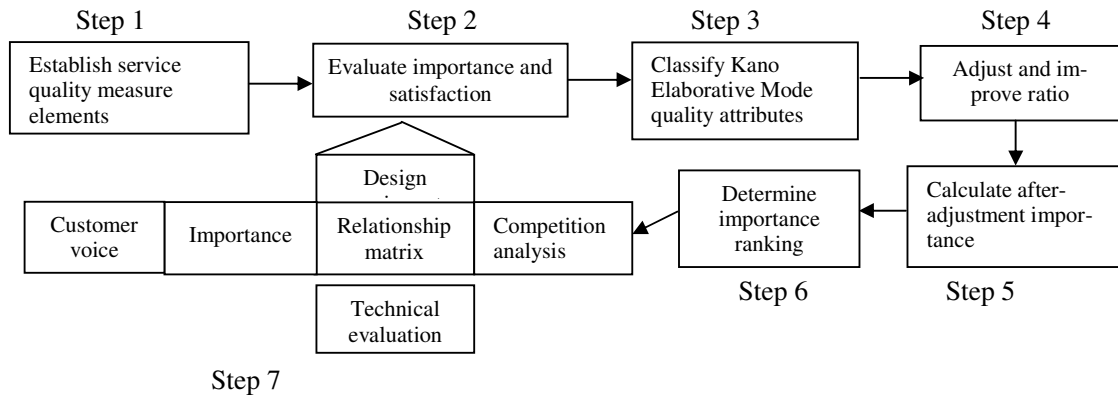 Step 1
Step 2
Step 3
Step 4
Establish service
quality measure
elements
Evaluate importance and
satisfaction
Classify Kano
Elaborative Mode
quality attributes
Adjust and im-
prove ratio
Calculate after-
adjustment impor-
tance
Step 5
Determine
importance
ranking
Step 6
Design
Customer
voice
Importance
Relationship
matrix
Competition
analysis
Technical
evaluation
Step 7